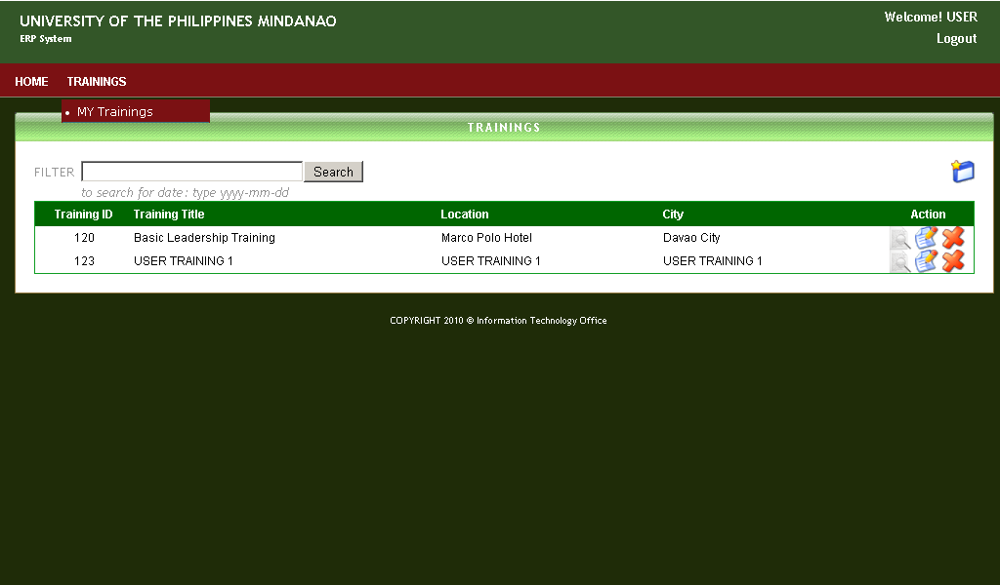 UNIVERSITY OF THE PHILIPPINES MINDANAO
ERP System
Welcome! USER
Logout
HOME TRAININGS
MY Trainings
TRAININGS
FILTER Search
to search for date: type yyyy-mm-dd
Training ID Training Title Location City Action
120 Basic Leadership Training Marco Polo Hotel Davao City
123 USER TRAINING 1 USER TRAINING 1 USER TRAINING 1
COPYRIGHT 2010 © Information Technology Office